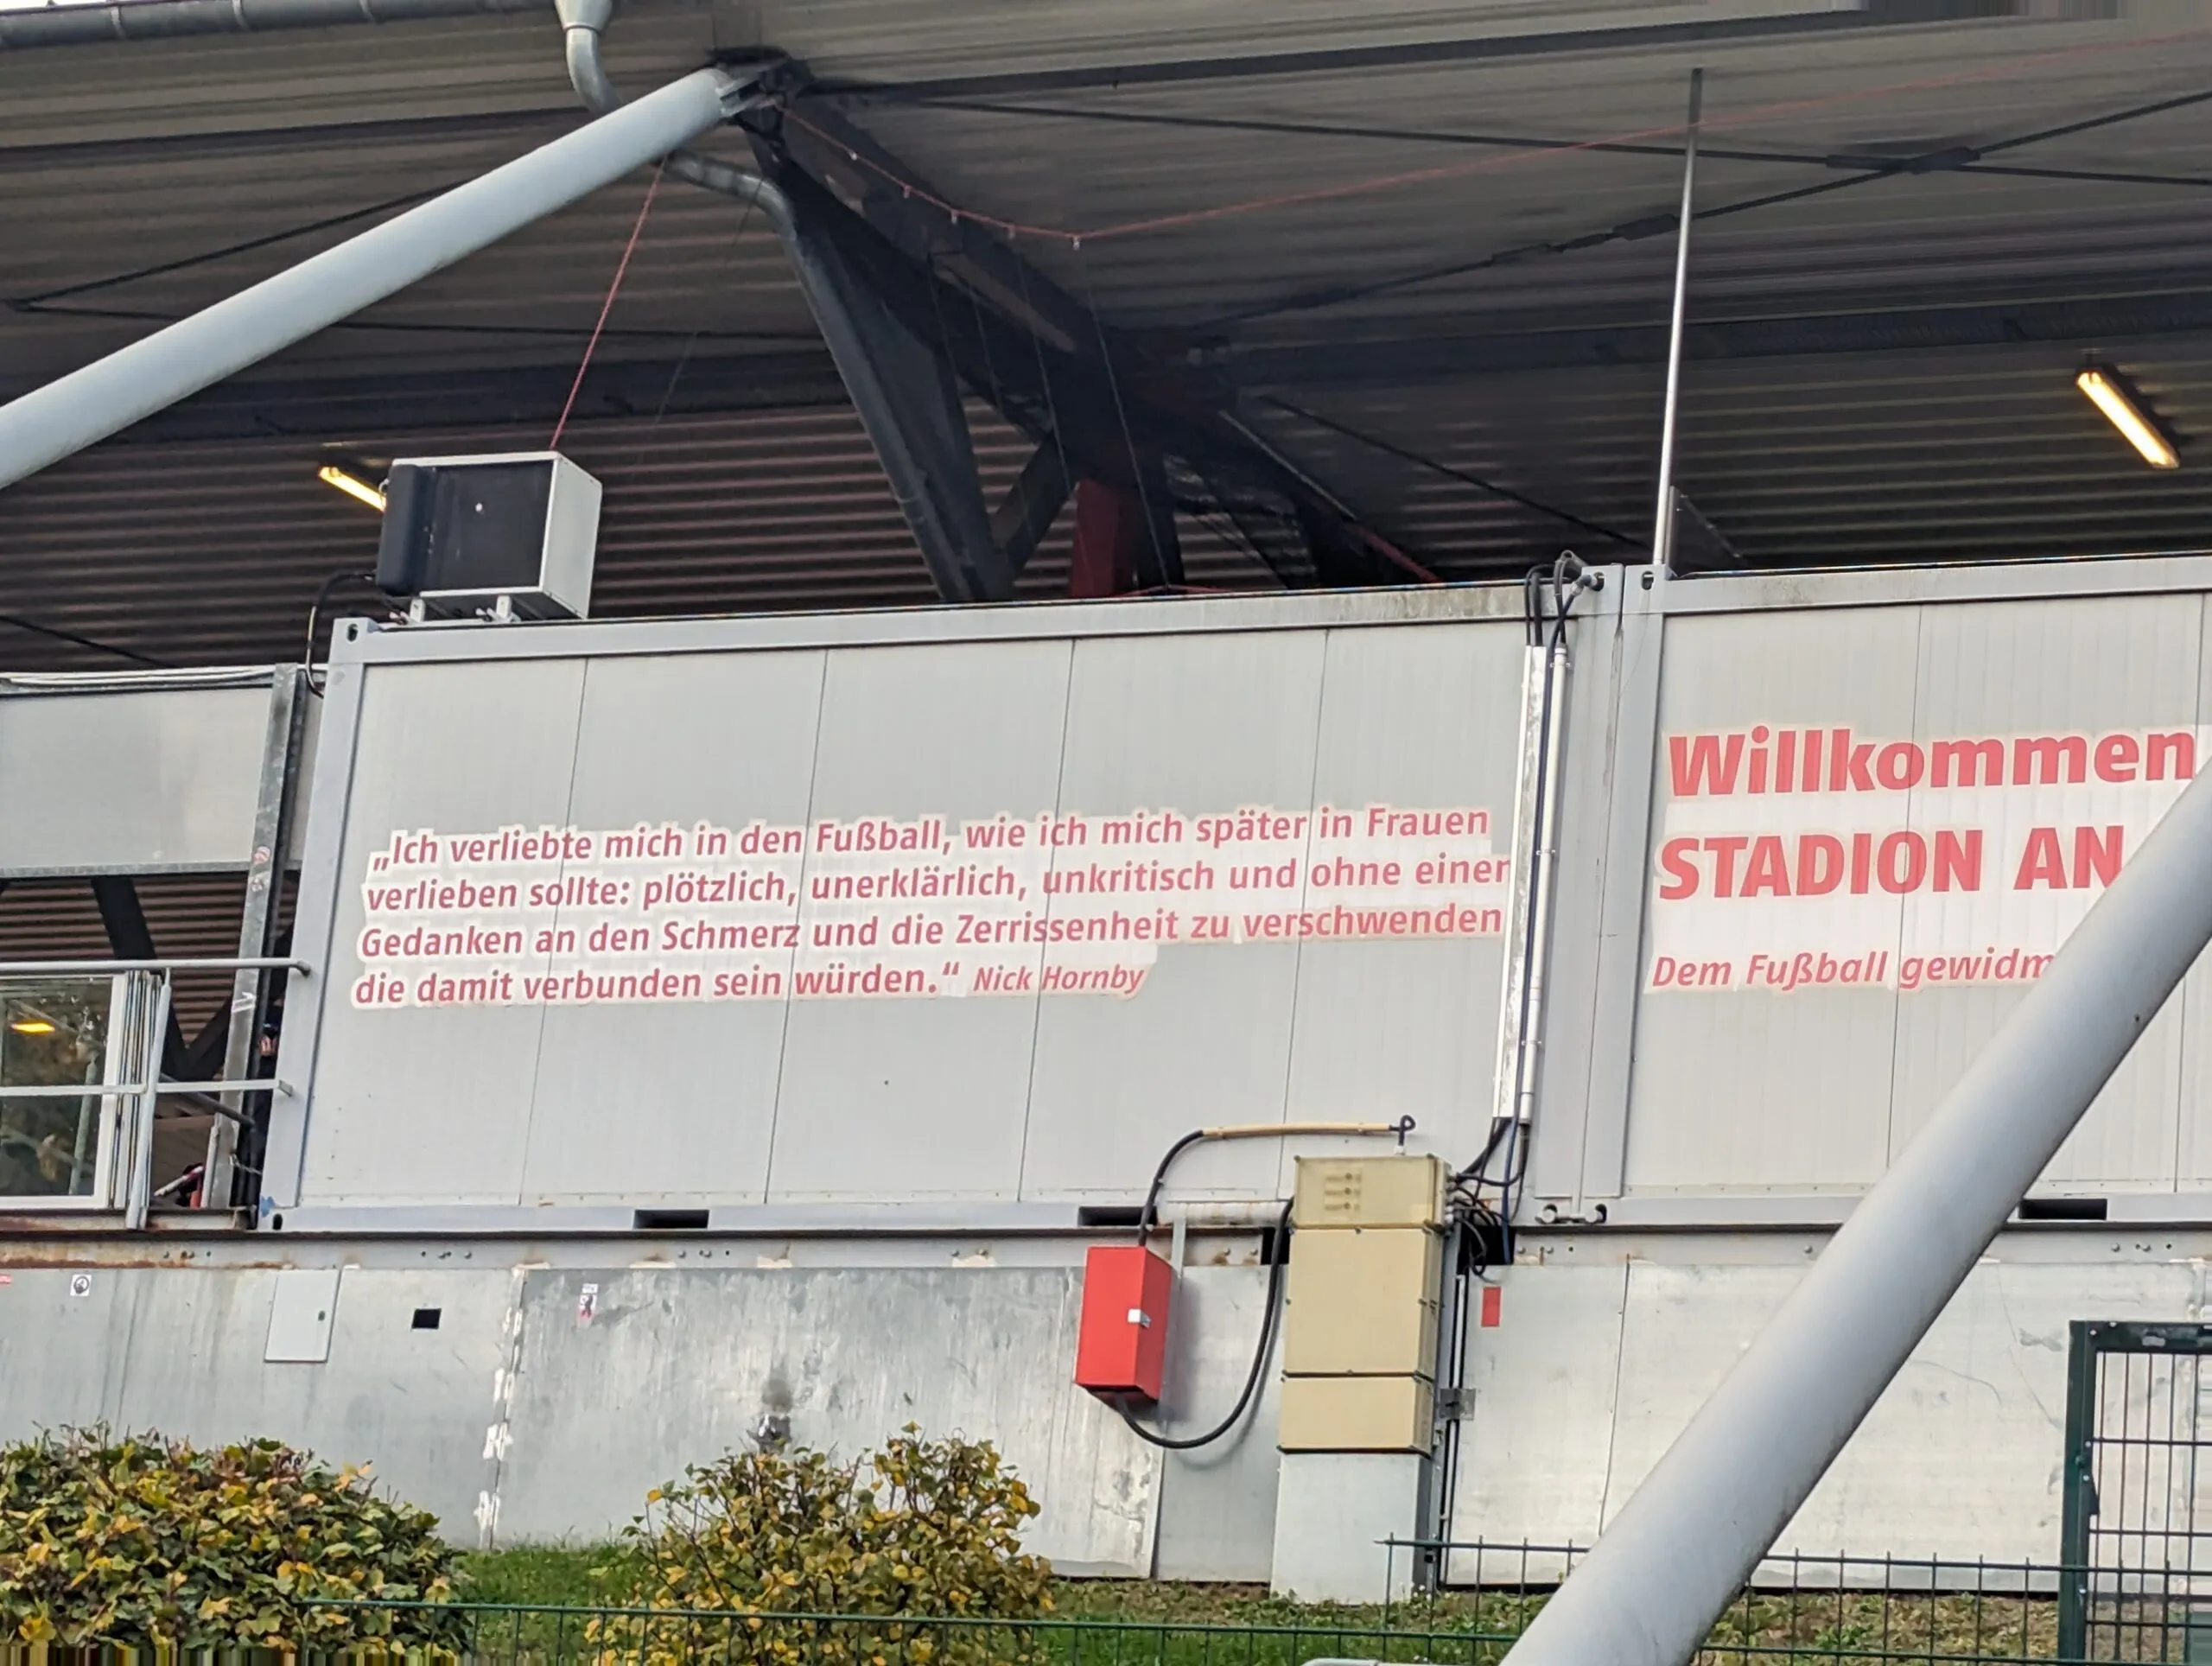 „Ich verliebte mich in den Fußball, wie ich mich später in Frauen
verlieben sollte: plötzlich, unerklärlich, unkritisch und ohne einen
Gedanken an den Schmerz und die Zerrissenheit zu verschwenden
die damit verbunden sein würden.“ Nick Hornby
Willkommen
STADION AN
Dem Fußball gewidm